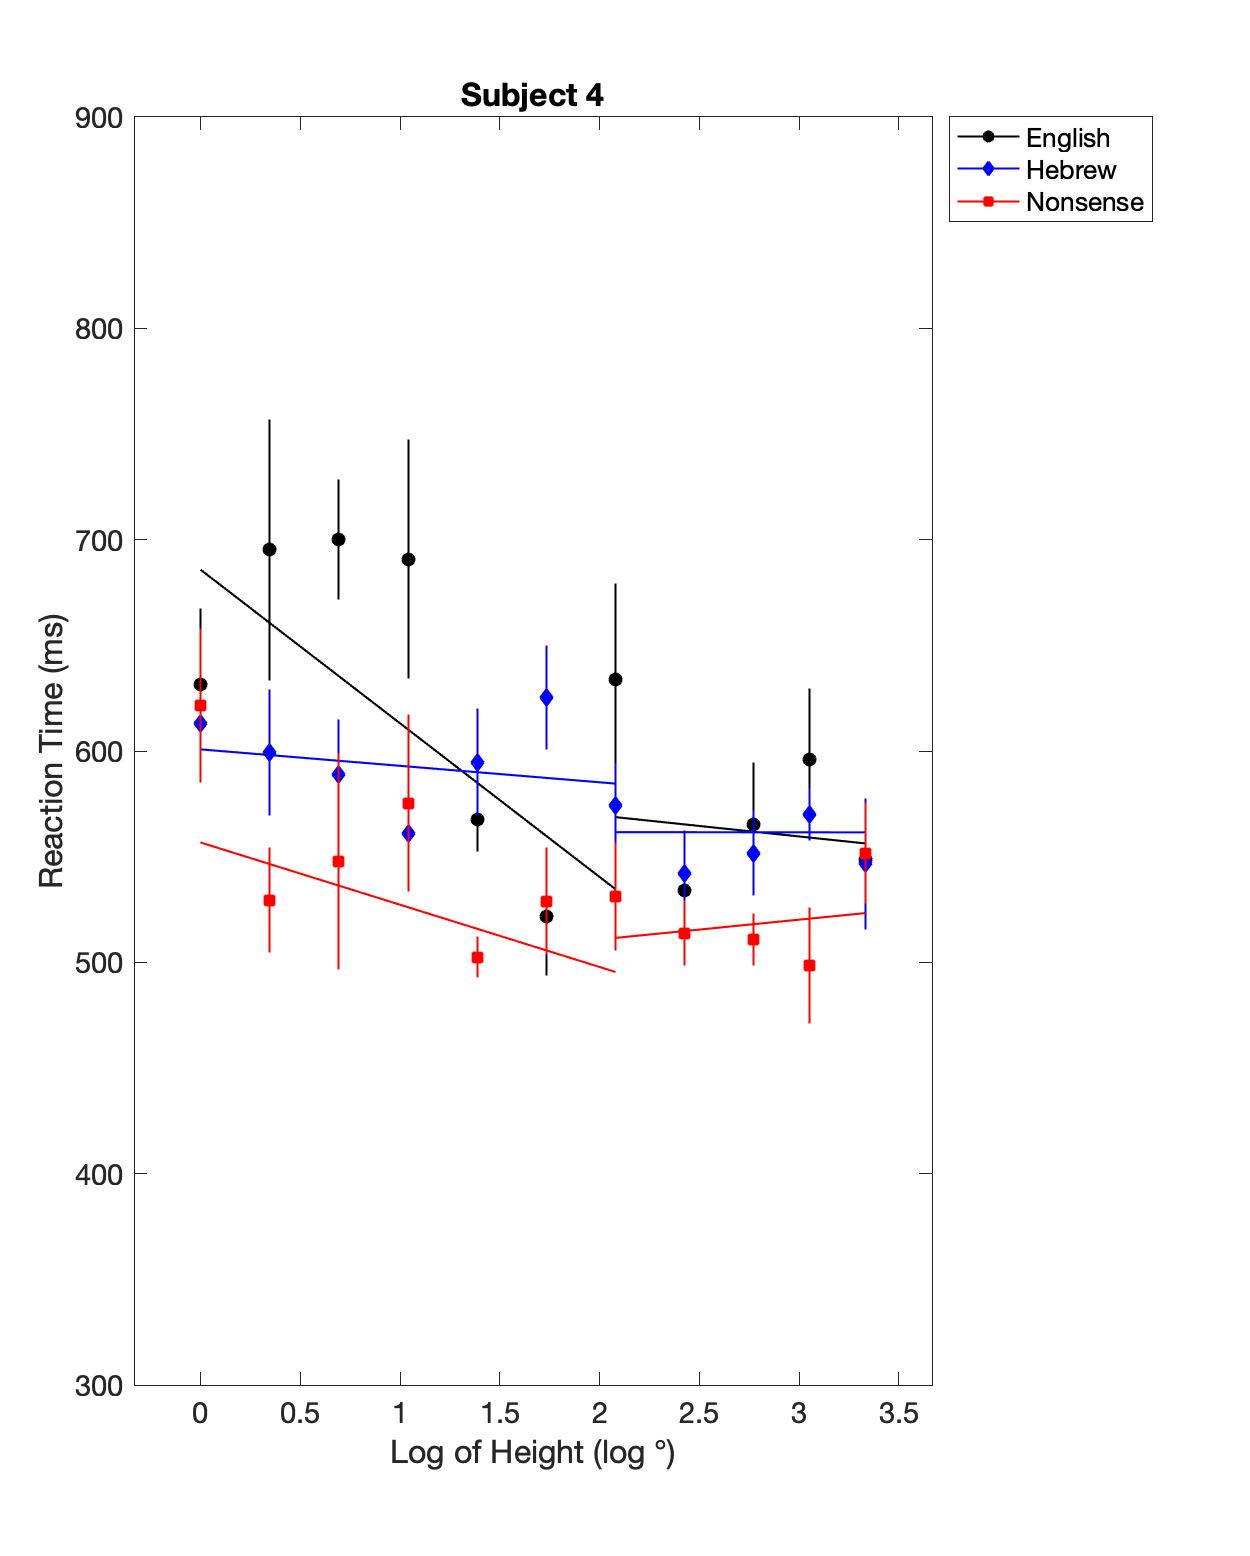 Subject 4
900
800
700
600
500
400
300
Reaction Time (ms)
0 0.5 1 1.5 2 2.5 3 3.5
Log of Height (log °)
English
Hebrew
Nonsense